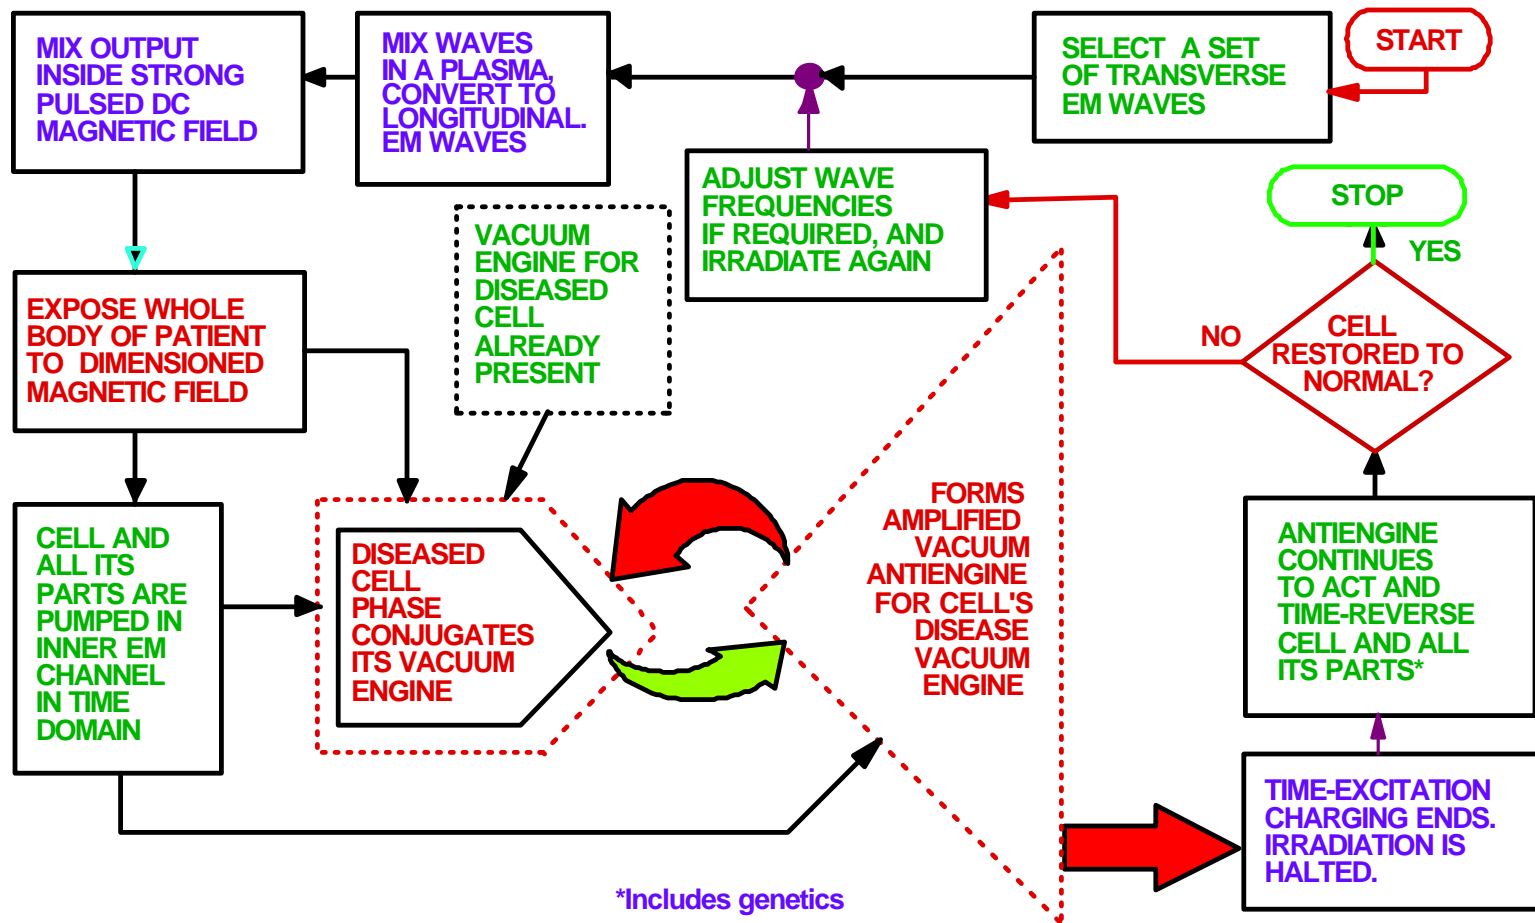 START
SELECT A SET
OF TRANSVERSE
EM WAVES
MIX WAVES
IN A PLASMA,
CONVERT TO
LONGITUDINAL.
EM WAVES
MIX OUTPUT
INSIDE STRONG
PULSED DC
MAGNETIC FIELD
EXPOSE WHOLE
BODY OF PATIENT
TO DIMENSIONED
MAGNETIC FIELD
CELL AND
ALL ITS
PARTS ARE
PUMPED IN
INNER EM
CHANNEL
IN TIME
DOMAIN
VACUUM
ENGINE FOR
DISEASED
CELL
ALREADY
PRESENT
DISEASED
CELL
PHASE
CONJUGATES
ITS VACUUM
ENGINE
FORMS
AMPLIFIED
VACUUM
ANTIENGINE
FOR CELL'S
DISEASE
VACUUM
ENGINE
TIME-EXCITATION
CHARGING ENDS.
IRRADIATION IS
HALTED.
ANTIENGINE
CONTINUES
TO ACT AND
TIME-REVERSE
CELL AND ALL
ITS PARTS*
CELL
RESTORED TO
NORMAL?
NO
YES
STOP
ADJUST WAVE
FREQUENCIES
IF REQUIRED, AND
IRRADIATE AGAIN
*Includes genetics